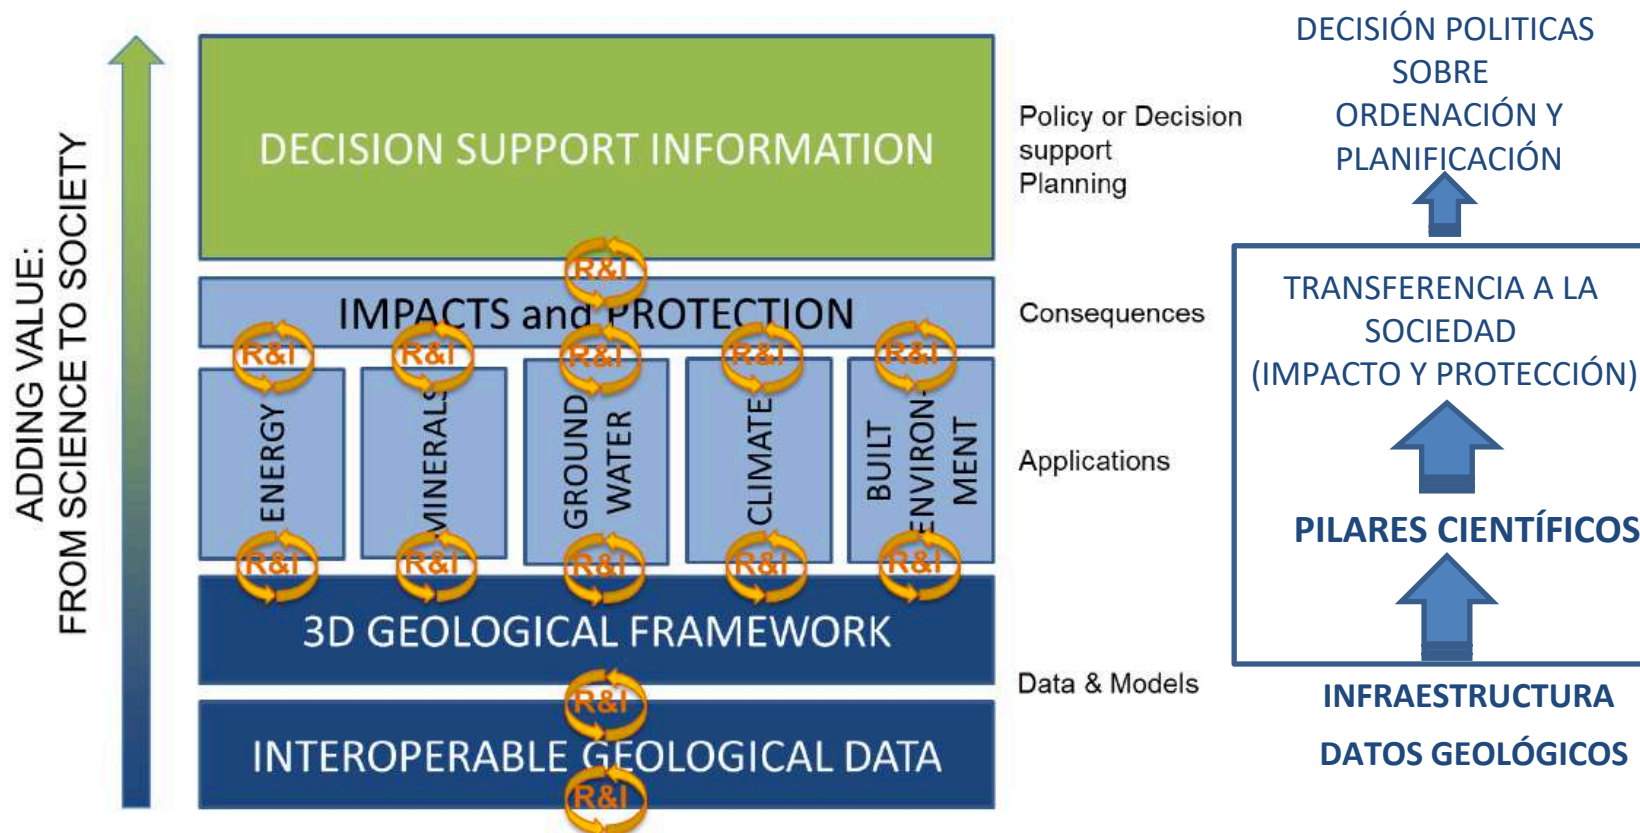 ADDING VALUE:
FROM SCIENCE TO SOCIETY
DECISION SUPPORT INFORMATION
R&I
IMPACTS and PROTECTION
R&I
R&I
R&I
R&I
R&I
ENERGY
MINERALS
GROUND
WATER
CLIMATE
BUILT
ENVIRON-
MENT
R&I
R&I
R&I
R&I
R&I
3D GEOLOGICAL FRAMEWORK
R&I
INTEROPERABLE GEOLOGICAL DATA
R&I
Policy or Decision
support
Planning
Consequences
Applications
Data & Models
DECISIÓN POLITICAS
SOBRE
ORDENACIÓN Y
PLANIFICACIÓN
TRANSFERENCIA A LA
SOCIEDAD
(IMPACTO Y PROTECCIÓN)
PILARES CIENTÍFICOS
INFRAESTRUCTURA
DATOS GEOLÓGICOS